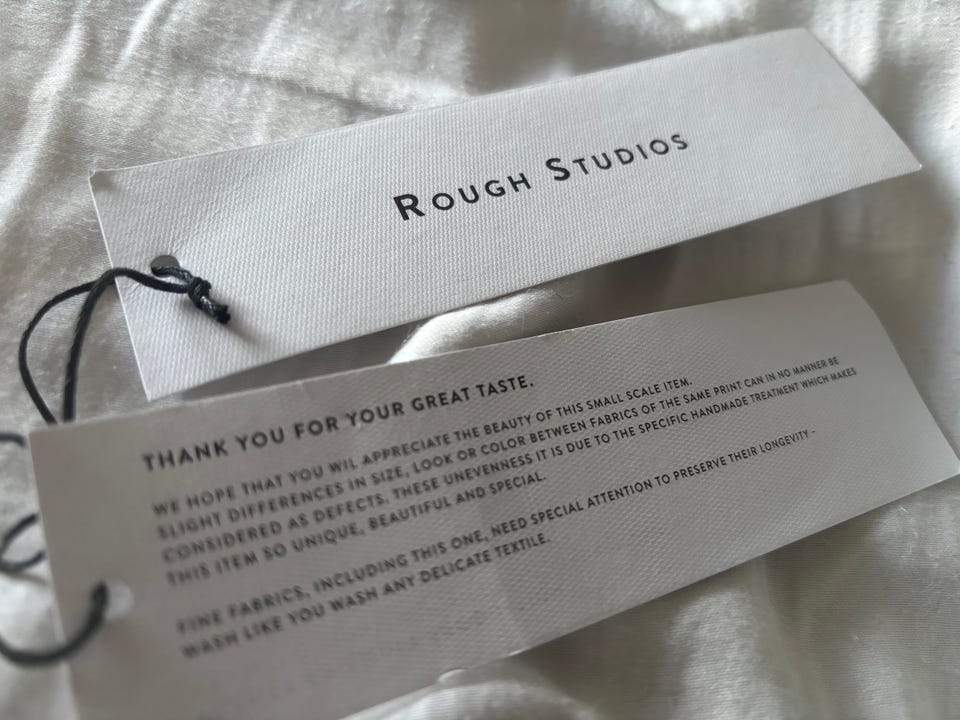 Rough Studios
THANK YOU FOR YOUR GREAT TASTE.
WE HOPE THAT YOU WIL APPRECIATE THE BEAUTY OF THIS SMALL SCALE ITEM.
SLIGHT DIFFERENCES IN SIZE, LOOK OR COLOR BETWEEN FABRICS OF THE SAME PRINT CAN IN NO MANNER BE
CONSIDERED AS DEFECTS. THESE UNEVENNESS IT IS DUE TO THE SPECIFIC HANDMADE TREATMENT WHICH MAKES
THIS ITEM SO UNIQUE, BEAUTIFUL AND SPECIAL.
FINE FABRICS, INCLUDING THIS ONE, NEED SPECIAL ATTENTION TO PRESERVE THEIR LONGEVITY -
WASH LIKE YOU WASH ANY DELICATE TEXTILE.